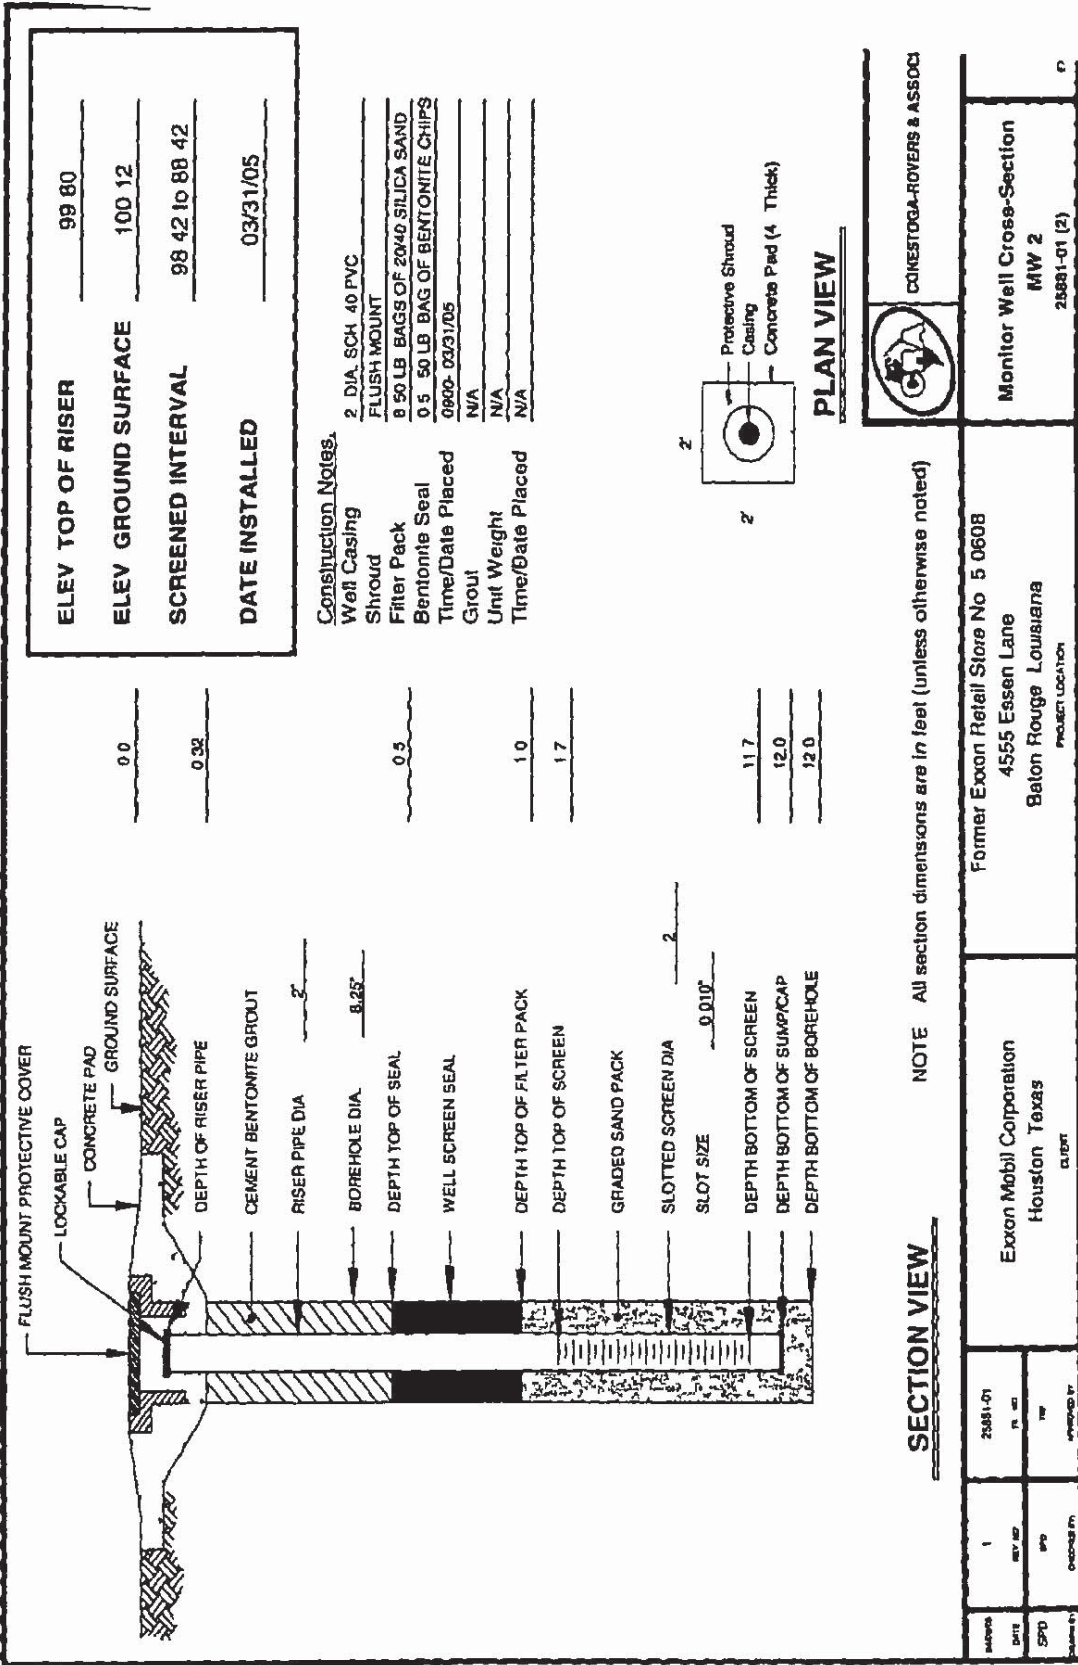 ELEV TOP OF RISER 99 80
ELEV GROUND SURFACE 100 12
SCREENED INTERVAL 98 42 to 88 42
DATE INSTALLED 03/31/05
Construction Notes.
Well Casing 2 DIA. SCH 40 PVC
Shroud FLUSH MOUNT
Filter Pack 8 50 LB BAGS OF 20/40 SILICA SAND
Bentonite Seal 0 5 50 LB BAG OF BENTONITE CHIPS
Time/Date Placed 0900- 03/31/05
Grout N/A
Unit Weight N/A
Time/Date Placed N/A
FLUSH MOUNT PROTECTIVE COVER
LOCKABLE CAP
CONCRETE PAD
GROUND SURFACE 0 0
DEPTH OF RISER PIPE 0 32
CEMENT BENTONITE GROUT
RISER PIPE DIA 2"
BOREHOLE DIA. 8.25"
DEPTH TOP OF SEAL 0 5
WELL SCREEN SEAL
DEPTH TOP OF FILTER PACK 1 0
DEPTH TOP OF SCREEN 1 7
GRADED SAND PACK
SLOTTED SCREEN DIA 2
SLOT SIZE 0 010"
DEPTH BOTTOM OF SCREEN 11 7
DEPTH BOTTOM OF SUMP/CAP 12.0
DEPTH BOTTOM OF BOREHOLE 12 0
2'
2'
Protective Shroud
Casing
Concrete Pad (4 Thick)
PLAN VIEW
SECTION VIEW
NOTE All section dimensions are in feet (unless otherwise noted)
CONESTOGA-ROVERS & ASSOCI
1
25881-01
DATE
REV NO
SPD
SPD
Exxon Mobil Corporation
Houston Texas
CLIENT
Former Exxon Retail Store No 5 0608
4555 Essen Lane
Baton Rouge Louisiana
PROJECT LOCATION
Monitor Well Cross-Section
MW 2
25881-01 (2)